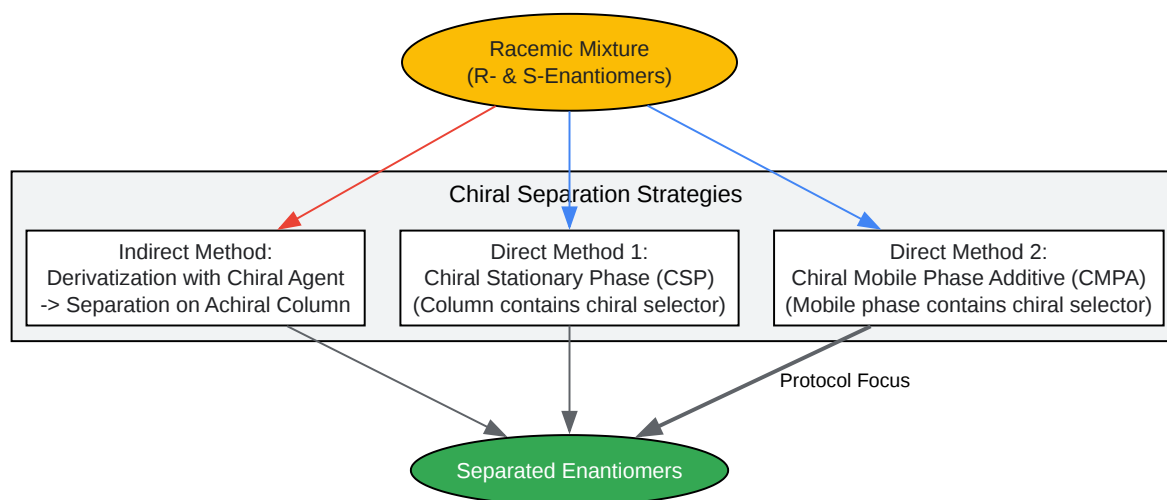 Racemic Mixture
(R- & S-Enantiomers)
Chiral Separation Strategies
Indirect Method:
Derivatization with Chiral Agent
-> Separation on Achiral Column
Direct Method 1:
Chiral Stationary Phase (CSP)
(Column contains chiral selector)
Direct Method 2:
Chiral Mobile Phase Additive (CMPA)
(Mobile phase contains chiral selector)
Protocol Focus
Separated Enantiomers